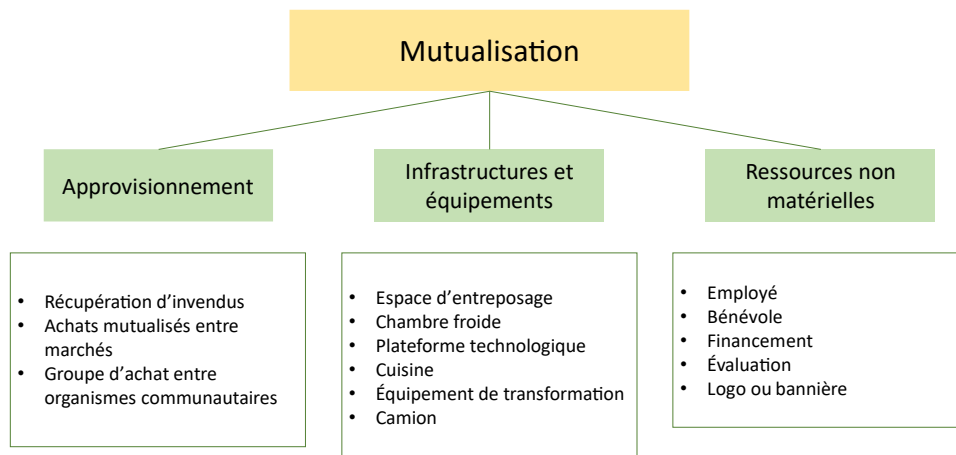 Mutualisation
Approvisionnement
Infrastructures et
équipements
Ressources non
matérielles
• Récupération d'invendus
• Achats mutualisés entre
marchés
• Groupe d'achat entre
organismes communautaires
• Espace d'entreposage
• Chambre froide
• Plateforme technologique
• Cuisine
• Équipement de transformation
• Camion
• Employé
• Bénévole
• Financement
• Évaluation
• Logo ou bannière